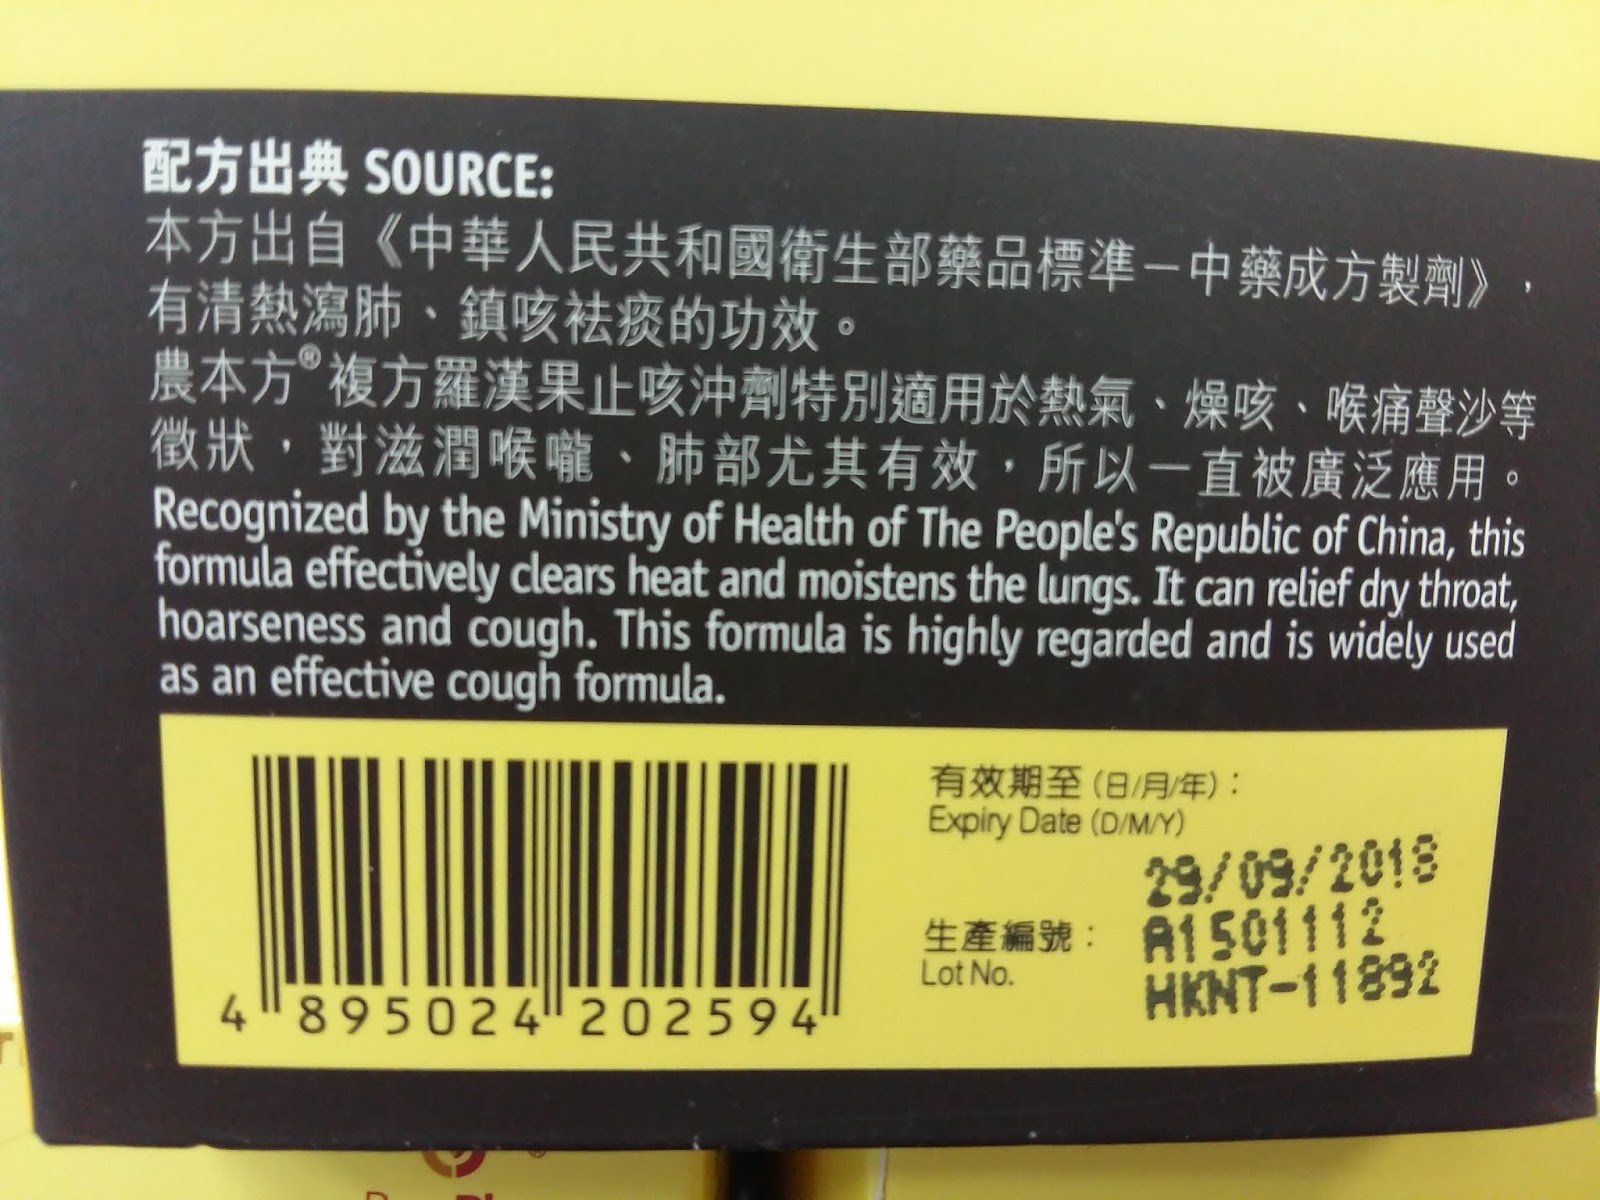 配方出典 SOURCE:
本方出自《中華人民共和國衛生部藥品標準－中藥成方製劑》，
有清熱瀉肺、鎮咳祛痰的功效。
農本方®複方羅漢果止咳沖劑特別適用於熱氣、燥咳、喉痛聲沙等
徵狀，對滋潤喉嚨、肺部尤其有效，所以一直被廣泛應用。
Recognized by the Ministry of Health of The People's Republic of China, this
formula effectively clears heat and moistens the lungs. It can relief dry throat,
hoarseness and cough. This formula is highly regarded and is widely used
as an effective cough formula.
4 895024 202594
有效期至 (日/月/年)：
Expiry Date (D/M/Y)
29/09/2018
生產編號：
A1501112
Lot No.
HKNT-11892